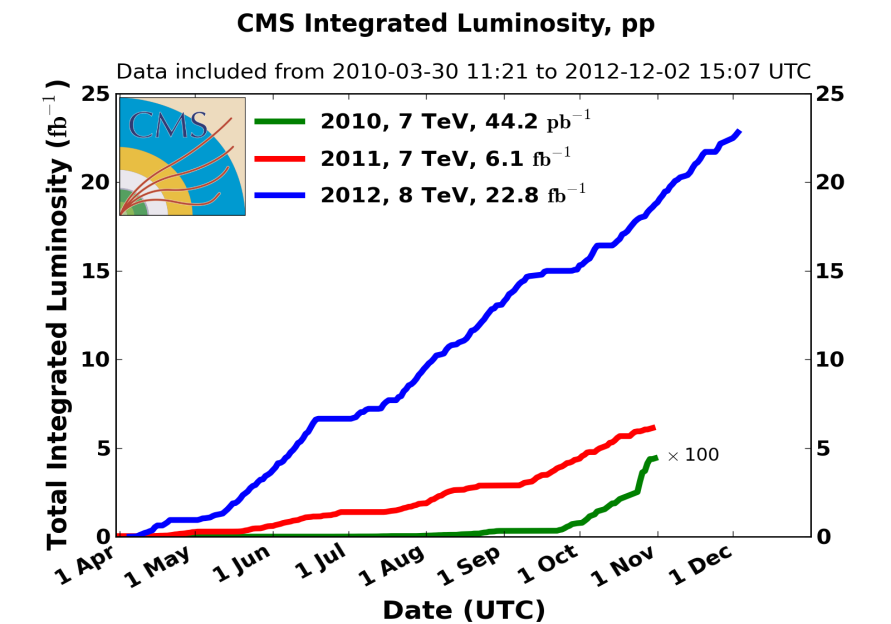 CMS Integrated Luminosity, pp
Data included from 2010-03-30 11:21 to 2012-12-02 15:07 UTC
Total Integrated Luminosity (fb⁻¹)
CMS
2010, 7 TeV, 44.2 pb⁻¹
2011, 7 TeV, 6.1 fb⁻¹
2012, 8 TeV, 22.8 fb⁻¹
25 25
20 20
15 15
10 10
5 5
× 100
0 0
1 Apr 1 May 1 Jun 1 Jul 1 Aug 1 Sep 1 Oct 1 Nov 1 Dec
Date (UTC)